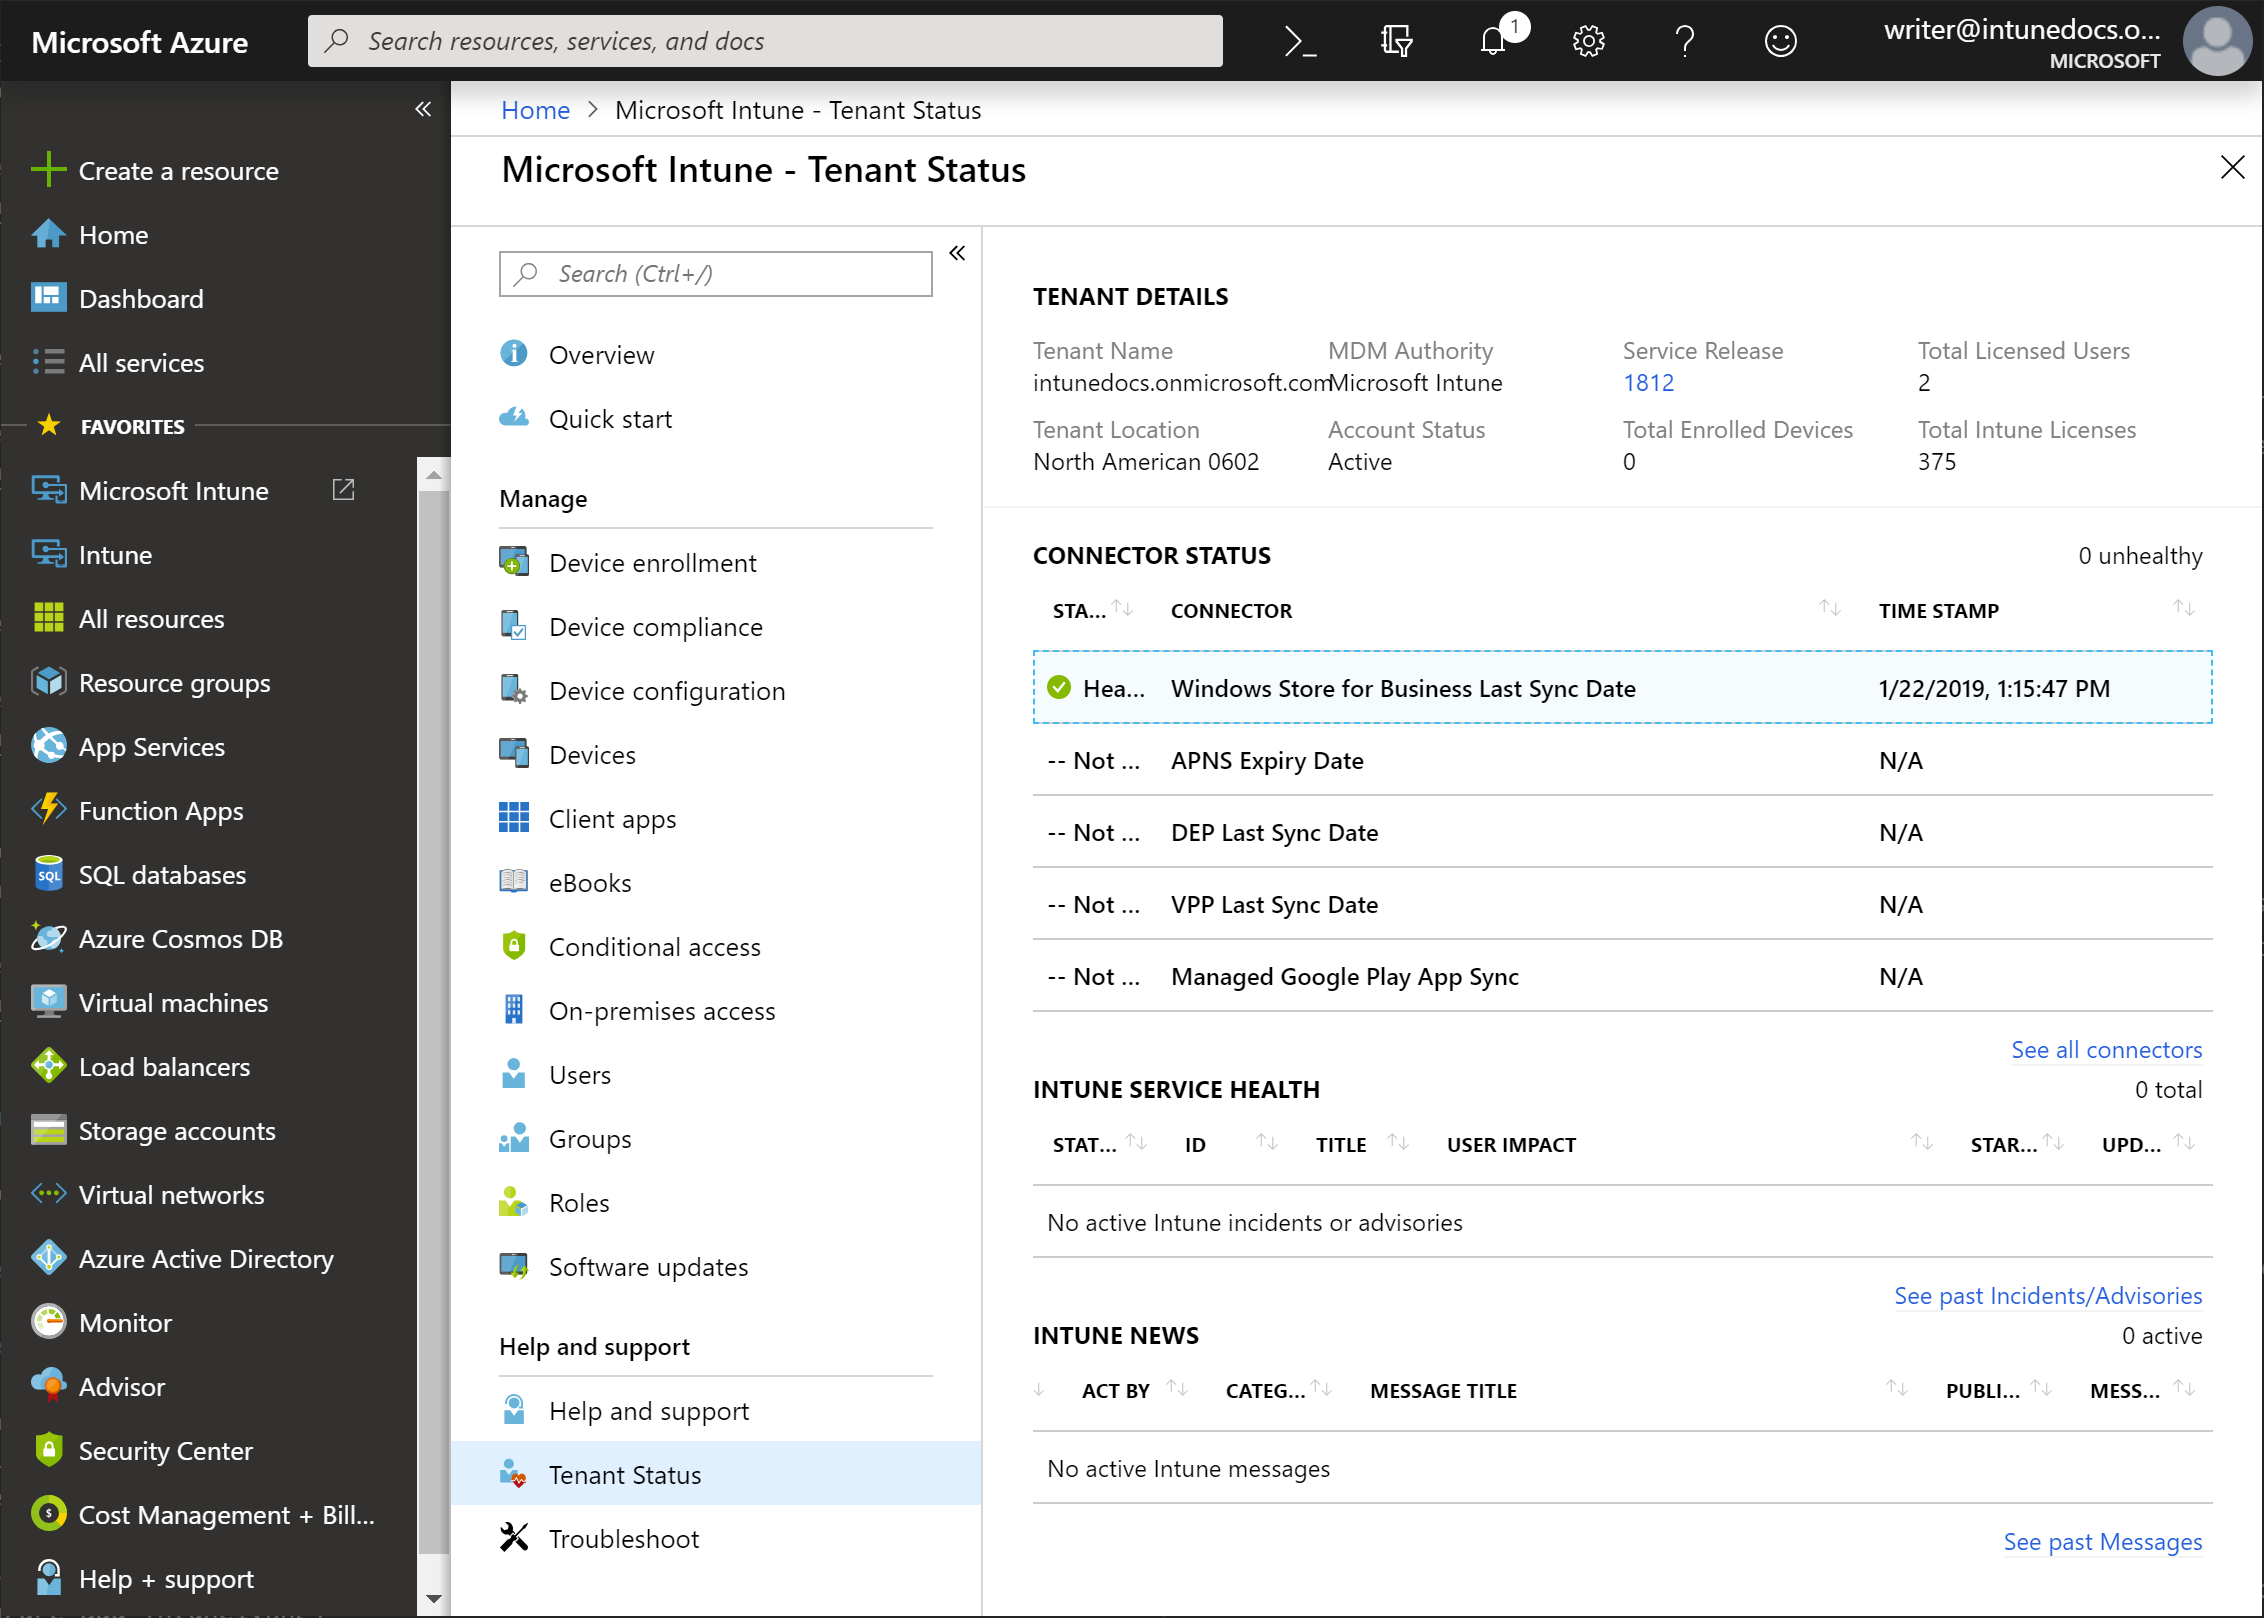 Microsoft Azure
Search resources, services, and docs
1
writer@intunedocs.o...
MICROSOFT
Create a resource
Home
Dashboard
All services
FAVORITES
Microsoft Intune
Intune
All resources
Resource groups
App Services
Function Apps
SQL databases
Azure Cosmos DB
Virtual machines
Load balancers
Storage accounts
Virtual networks
Azure Active Directory
Monitor
Advisor
Security Center
Cost Management + Bill...
Help + support
Home > Microsoft Intune - Tenant Status
Microsoft Intune - Tenant Status
Search (Ctrl+/)
Overview
Quick start
Manage
Device enrollment
Device compliance
Device configuration
Devices
Client apps
eBooks
Conditional access
On-premises access
Users
Groups
Roles
Software updates
Help and support
Help and support
Tenant Status
Troubleshoot
TENANT DETAILS
Tenant Name MDM Authority Service Release Total Licensed Users
intunedocs.onmicrosoft.com Microsoft Intune 1812 2
Tenant Location Account Status Total Enrolled Devices Total Intune Licenses
North American 0602 Active 0 375
CONNECTOR STATUS 0 unhealthy
STA... CONNECTOR TIME STAMP
Hea... Windows Store for Business Last Sync Date 1/22/2019, 1:15:47 PM
-- Not ... APNS Expiry Date N/A
-- Not ... DEP Last Sync Date N/A
-- Not ... VPP Last Sync Date N/A
-- Not ... Managed Google Play App Sync N/A
See all connectors
INTUNE SERVICE HEALTH 0 total
STAT... ID TITLE USER IMPACT STAR... UPD...
No active Intune incidents or advisories
See past Incidents/Advisories
INTUNE NEWS 0 active
ACT BY CATEG... MESSAGE TITLE PUBLI... MESS...
No active Intune messages
See past Messages